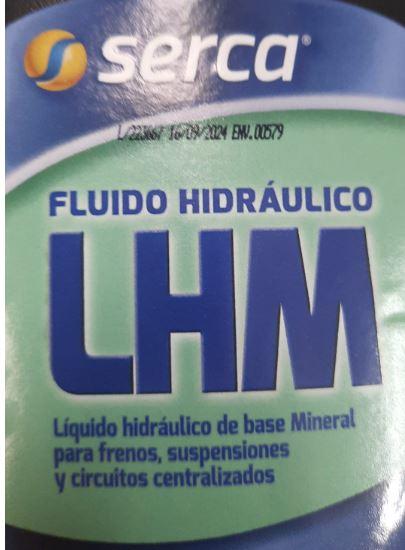 serca®
L/223667 16/09/2024 ENV.00579
FLUIDO HIDRÁULICO
LHM
Líquido hidráulico de base Mineral
para frenos, suspensiones
y circuitos centralizados